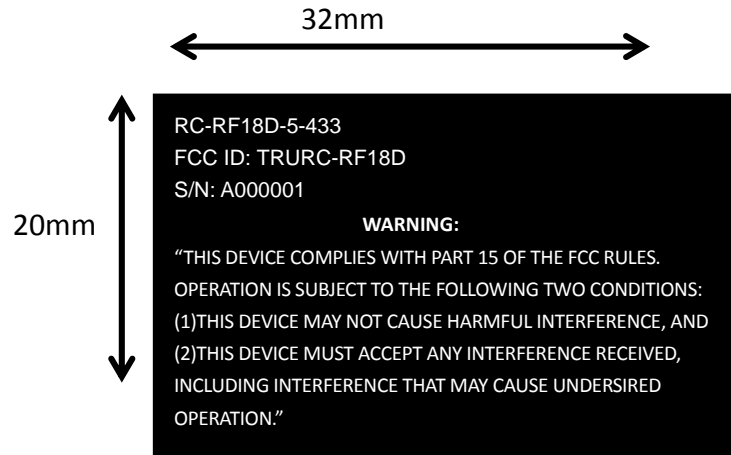 32mm
RC-RF18D-5-433
FCC ID: TRURC-RF18D
S/N: A000001
20mm
WARNING:
“THIS DEVICE COMPLIES WITH PART 15 OF THE FCC RULES.
OPERATION IS SUBJECT TO THE FOLLOWING TWO CONDITIONS:
(1)THIS DEVICE MAY NOT CAUSE HARMFUL INTERFERENCE, AND
(2)THIS DEVICE MUST ACCEPT ANY INTERFERENCE RECEIVED,
INCLUDING INTERFERENCE THAT MAY CAUSE UNDERSIRED
OPERATION.”